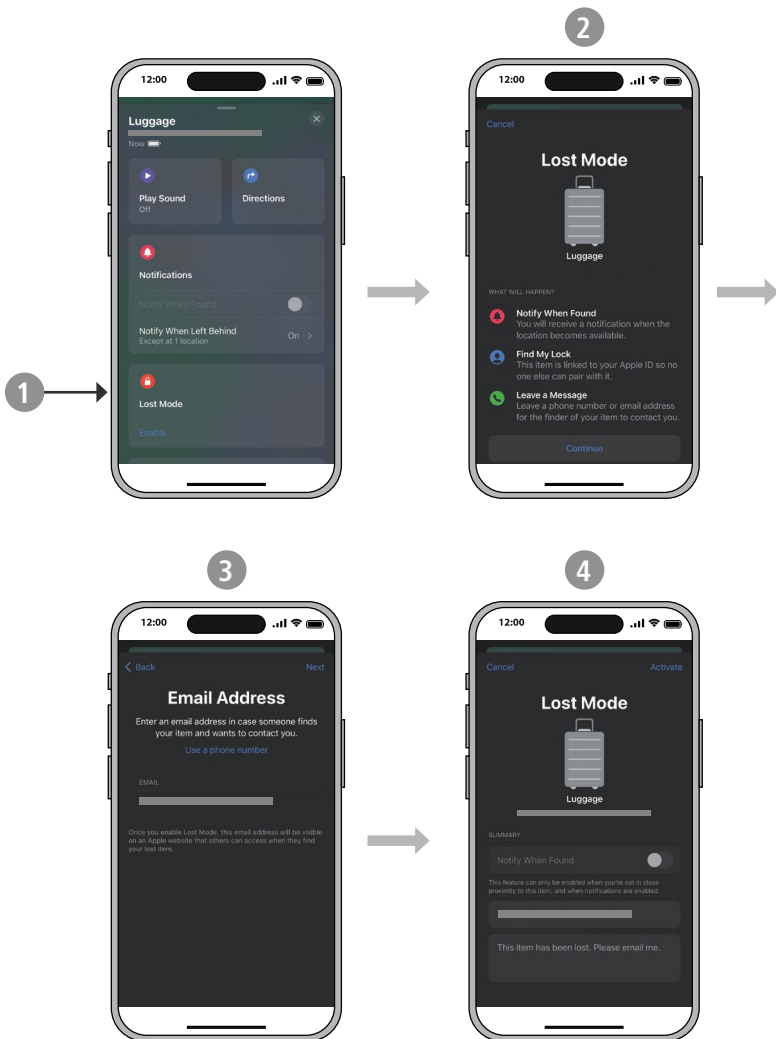 1
12:00
Luggage
Now
Play Sound
Off
Directions
Notifications
Notify When Found
Notify When Left Behind
Except at 1 location
On
Lost Mode
Enable
2
12:00
Cancel
Lost Mode
Luggage
WHAT WILL HAPPEN?
Notify When Found
You will receive a notification when the
location becomes available.
Find My Lock
This item is linked to your Apple ID so no
one else can pair with it.
Leave a Message
Leave a phone number or email address
for the finder of your item to contact you.
Continue
3
12:00
Back
Next
Email Address
Enter an email address in case someone finds
your item and wants to contact you.
Use a phone number
EMAIL
Once you enable Lost Mode, this email address will be visible
on an Apple website that others can access when they find
your lost item.
4
12:00
Cancel
Activate
Lost Mode
Luggage
SUMMARY
Notify When Found
This feature can only be enabled when you're not in close
proximity to this item, and when notifications are enabled.
This item has been lost. Please email me.